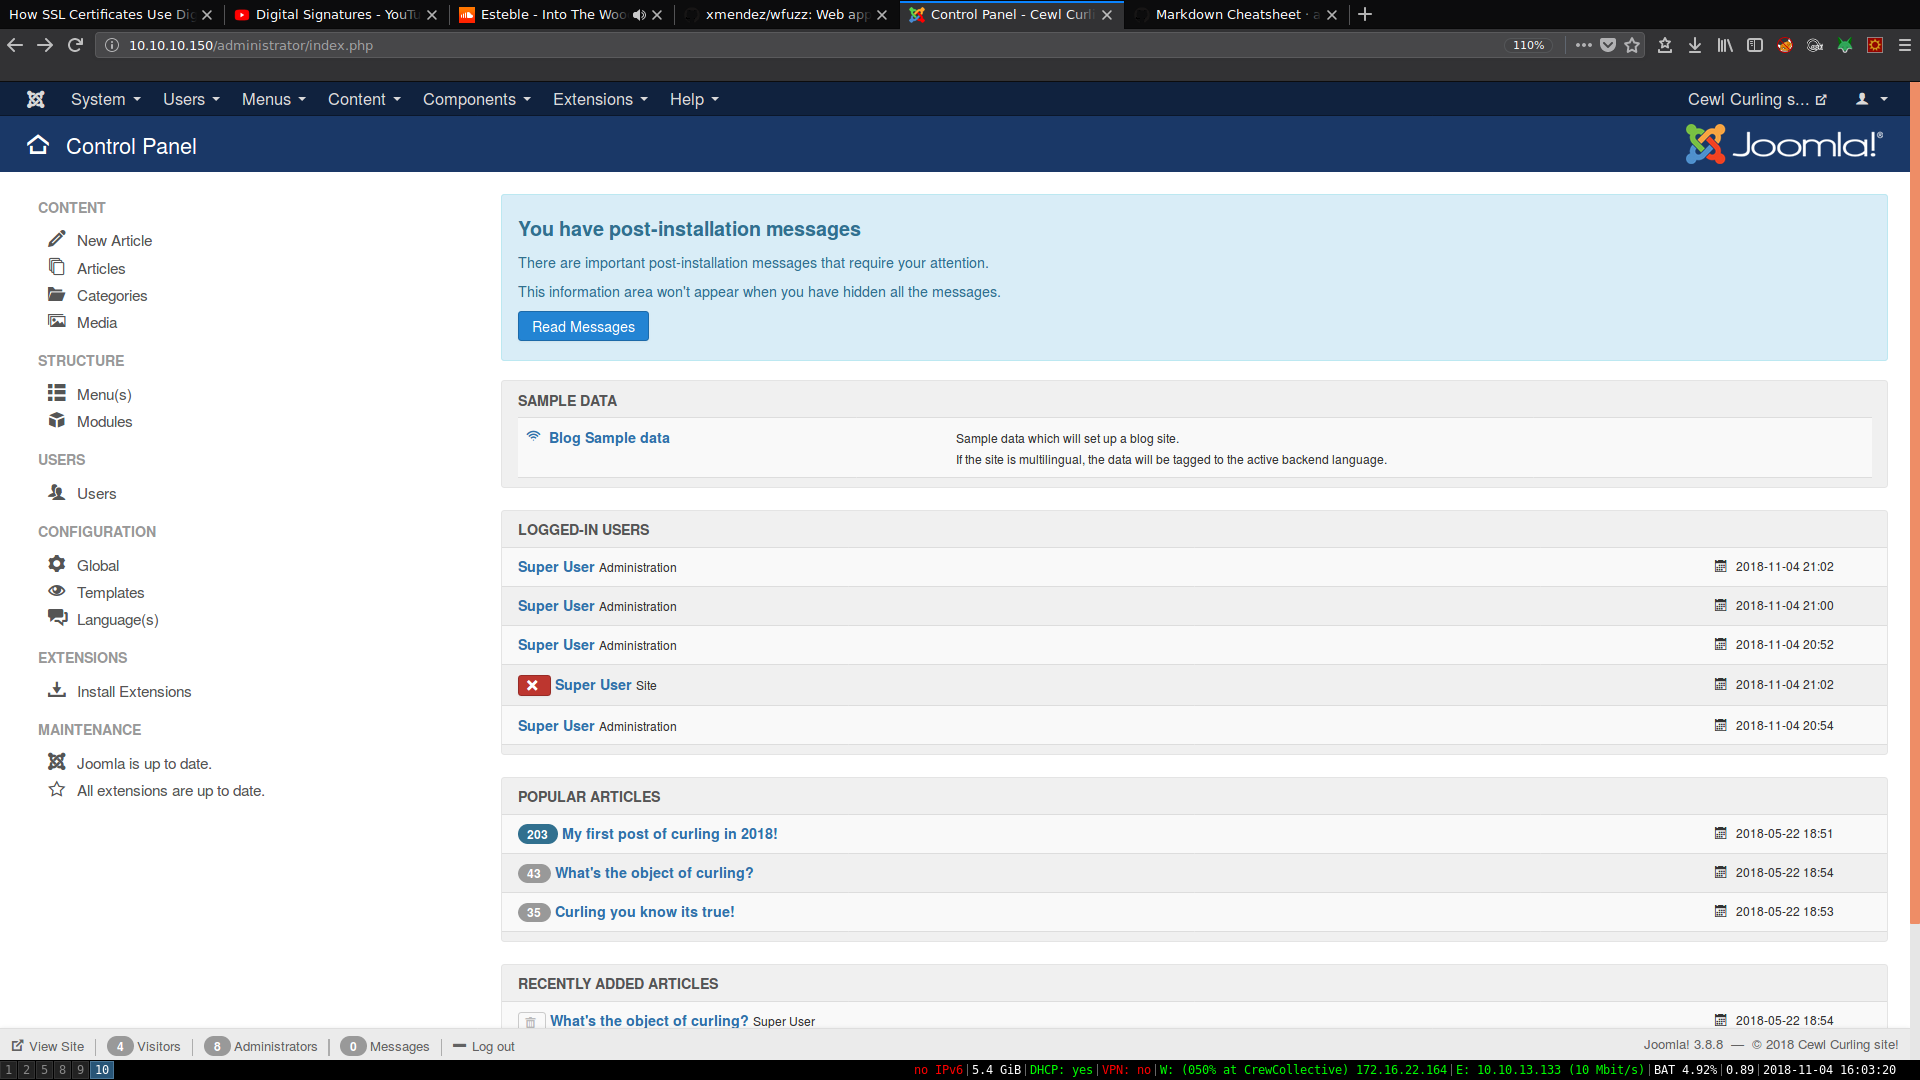 How SSL Certificates Use Di
Digital Signatures - YouTu
Esteble - Into The Woo
xmendez/wfuzz: Web app
Control Panel - Cewl Curli
Markdown Cheatsheet · a
10.10.10.150/administrator/index.php
110%
System Users Menus Content Components Extensions Help
Cewl Curling s...
Control Panel
Joomla!®
CONTENT
New Article
Articles
Categories
Media
STRUCTURE
Menu(s)
Modules
USERS
Users
CONFIGURATION
Global
Templates
Language(s)
EXTENSIONS
Install Extensions
MAINTENANCE
Joomla is up to date.
All extensions are up to date.
You have post-installation messages
There are important post-installation messages that require your attention.
This information area won't appear when you have hidden all the messages.
Read Messages
SAMPLE DATA
Blog Sample data
Sample data which will set up a blog site.
If the site is multilingual, the data will be tagged to the active backend language.
LOGGED-IN USERS
Super User Administration 2018-11-04 21:02
Super User Administration 2018-11-04 21:00
Super User Administration 2018-11-04 20:52
Super User Site 2018-11-04 21:02
Super User Administration 2018-11-04 20:54
POPULAR ARTICLES
203 My first post of curling in 2018! 2018-05-22 18:51
43 What's the object of curling? 2018-05-22 18:54
35 Curling you know its true! 2018-05-22 18:53
RECENTLY ADDED ARTICLES
What's the object of curling? Super User 2018-05-22 18:54
View Site 4 Visitors 8 Administrators 0 Messages Log out
Joomla! 3.8.8 — © 2018 Cewl Curling site!
1 2 5 8 9 10
no IPv6|5.4 GiB|DHCP: yes|VPN: no|W: (050% at CrewCollective) 172.16.22.164|E: 10.10.13.133 (10 Mbit/s)|BAT 4.92%|0.89|2018-11-04 16:03:20